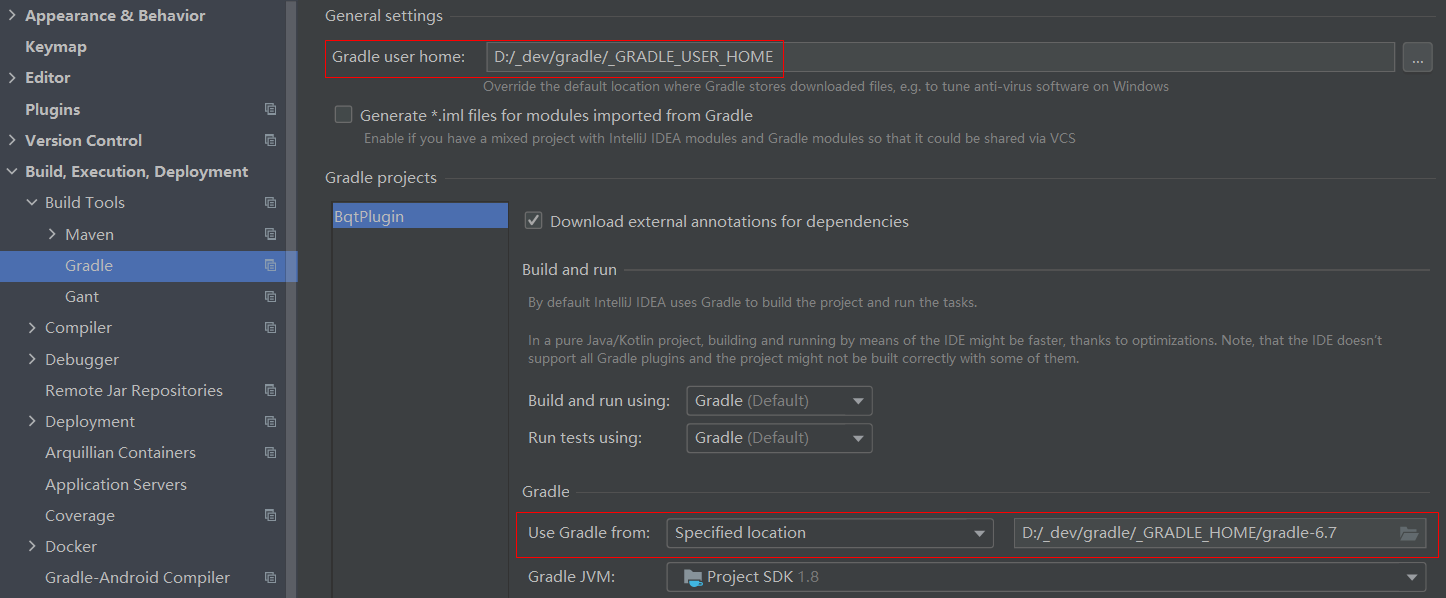 Appearance & Behavior
Keymap
Editor
Plugins
Version Control
Build, Execution, Deployment
Build Tools
Maven
Gradle
Gant
Compiler
Debugger
Remote Jar Repositories
Deployment
Arquillian Containers
Application Servers
Coverage
Docker
Gradle-Android Compiler
General settings
Gradle user home: D:/_dev/gradle/_GRADLE_USER_HOME ...
Override the default location where Gradle stores downloaded files, e.g. to tune anti-virus software on Windows
Generate *.iml files for modules imported from Gradle
Enable if you have a mixed project with IntelliJ IDEA modules and Gradle modules so that it could be shared via VCS
Gradle projects
BqtPlugin
Download external annotations for dependencies
Build and run
By default IntelliJ IDEA uses Gradle to build the project and run the tasks.
In a pure Java/Kotlin project, building and running by means of the IDE might be faster, thanks to optimizations. Note, that the IDE doesn't
support all Gradle plugins and the project might not be built correctly with some of them.
Build and run using: Gradle (Default)
Run tests using: Gradle (Default)
Gradle
Use Gradle from: Specified location D:/_dev/gradle/_GRADLE_HOME/gradle-6.7
Gradle JVM: Project SDK 1.8